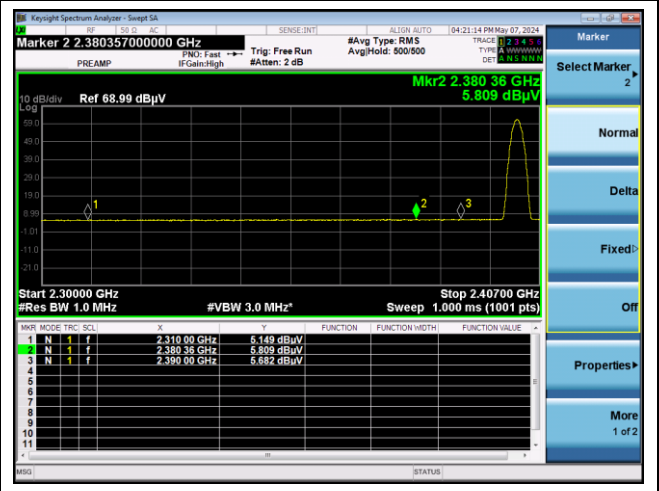 Keysight Spectrum Analyzer - Swept SA
RF 50 Ω AC SENSE:INT ALIGN AUTO 04:21:14 PM May 07, 2024
Marker 2 2.380357000000 GHz #Avg Type: RMS TRACE 1 2 3 4 5 6
PNO: Fast Trig: Free Run Avg|Hold: 500/500 TYPE A WWWWW
PREAMP IFGain:High #Atten: 2 dB DET A N S N N N
Mkr2 2.380 36 GHz
5.809 dBµV
10 dB/div Ref 68.99 dBµV
Log
59.0
49.0
39.0
29.0
19.0
8.99
-1.01
-11.0
-21.0
1
2
3
Start 2.30000 GHz Stop 2.40700 GHz
#Res BW 1.0 MHz #VBW 3.0 MHz* Sweep 1.000 ms (1001 pts)
MKR MODE TRC SCL X Y FUNCTION FUNCTION WIDTH FUNCTION VALUE
1 N 1 f 2.310 00 GHz 5.149 dBµV
2 N 1 f 2.380 36 GHz 5.809 dBµV
3 N 1 f 2.390 00 GHz 5.682 dBµV
4
5
6
7
8
9
10
11
MSG STATUS
Marker
Select Marker
2
Normal
Delta
Fixed
Off
Properties
More
1 of 2